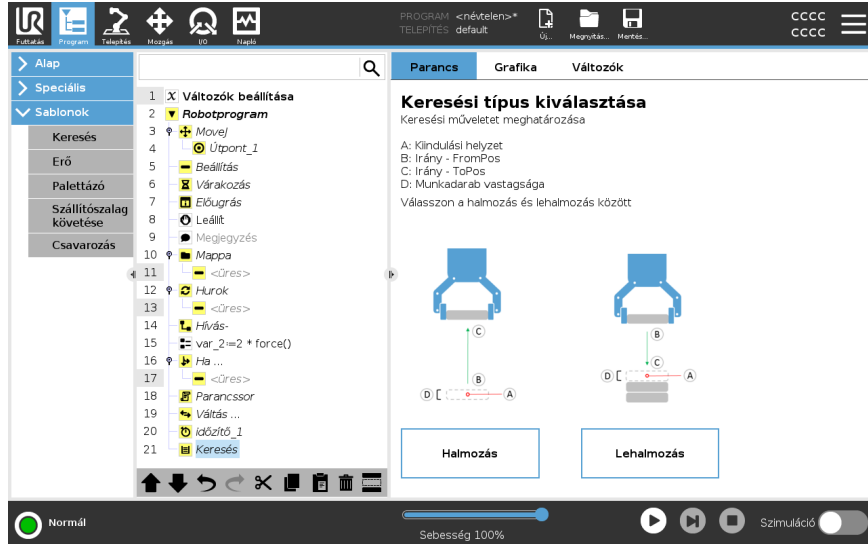 UR
PROGRAM <névtelen>*
TELEPÍTÉS default
CCCC
CCCC
Futtatás Program Telepítés Mozgás I/O Napló Új... Megnyitás... Mentés...
Alap
Speciális
Sablonok
Keresés
Erő
Palettázó
Szállítószalag
követése
Csavarozás
1 X Változók beállítása
2 Robotprogram
3 MoveJ
4 Útpont_1
5 Beállítás
6 Várakozás
7 Előugrás
8 Leállít
9 Megjegyzés
10 Mappa
11 <üres>
12 Hurok
13 <üres>
14 Hívás-
15 var_2≔2 * force()
16 Ha ...
17 <üres>
18 Parancssor
19 Váltás ...
20 Időzítő_1
21 Keresés
Parancs Grafika Változók
Keresési típus kiválasztása
Keresési műveletet meghatározása
A: Kiindulási helyzet
B: Irány - FromPos
C: Irány - ToPos
D: Munkadarab vastagsága
Válasszon a halmozás és lehalmozás között
C
B
D
A
B
C
D
A
Halmozás
Lehalmozás
Normál
Sebesség 100%
Szimuláció